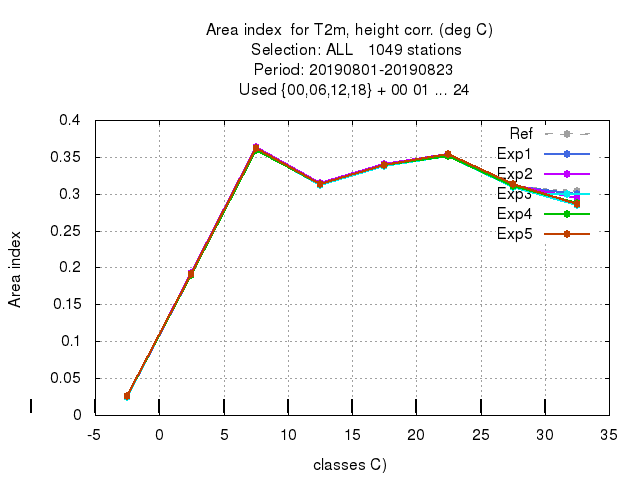 Area index  for T2m, height corr. (deg C)
Selection: ALL   1049 stations
Period: 20190801-20190823
Used {00,06,12,18} + 00 01 ... 24
0.4
0.35
0.3
0.25
0.2
0.15
0.1
0.05
0
Area index
Ref
Exp1
Exp2
Exp3
Exp4
Exp5
-5 0 5 10 15 20 25 30 35
classes C)